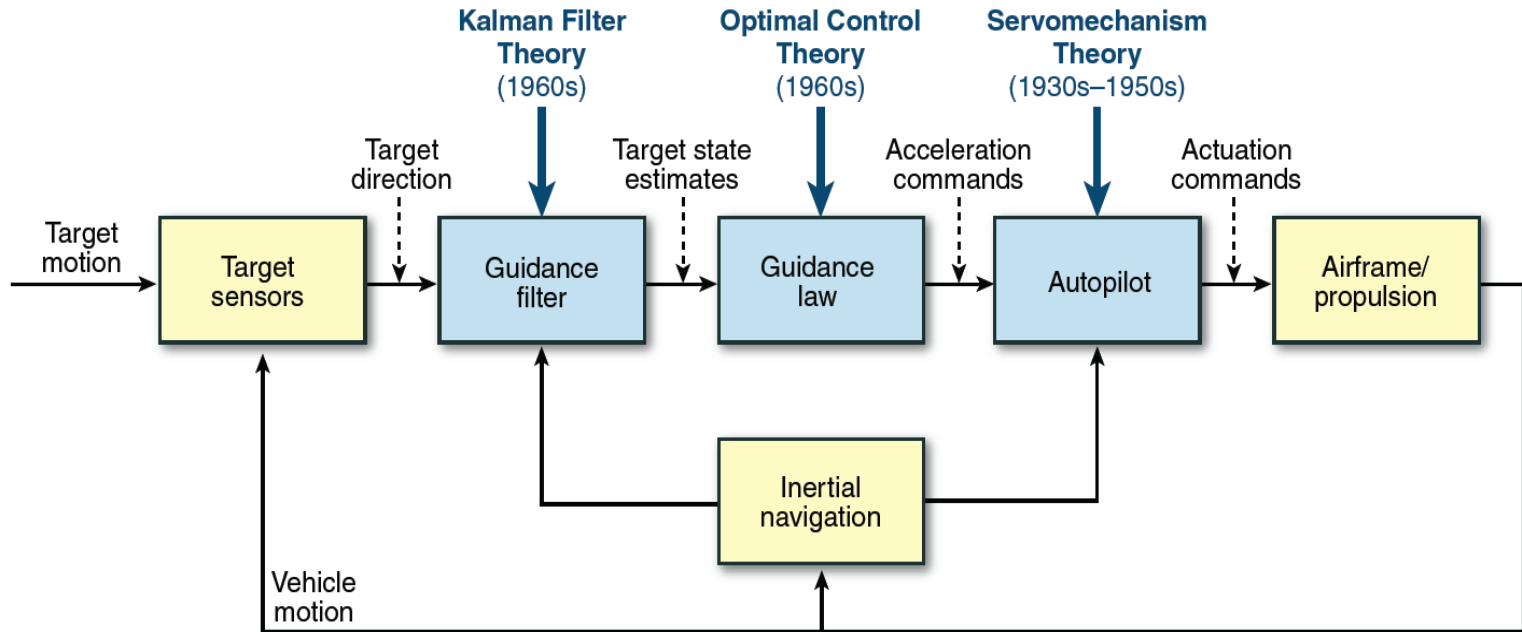 Kalman Filter
Theory
(1960s)
Optimal Control
Theory
(1960s)
Servomechanism
Theory
(1930s–1950s)
Target
motion
Target
direction
Target state
estimates
Acceleration
commands
Actuation
commands
Target
sensors
Guidance
filter
Guidance
law
Autopilot
Airframe/
propulsion
Inertial
navigation
Vehicle
motion